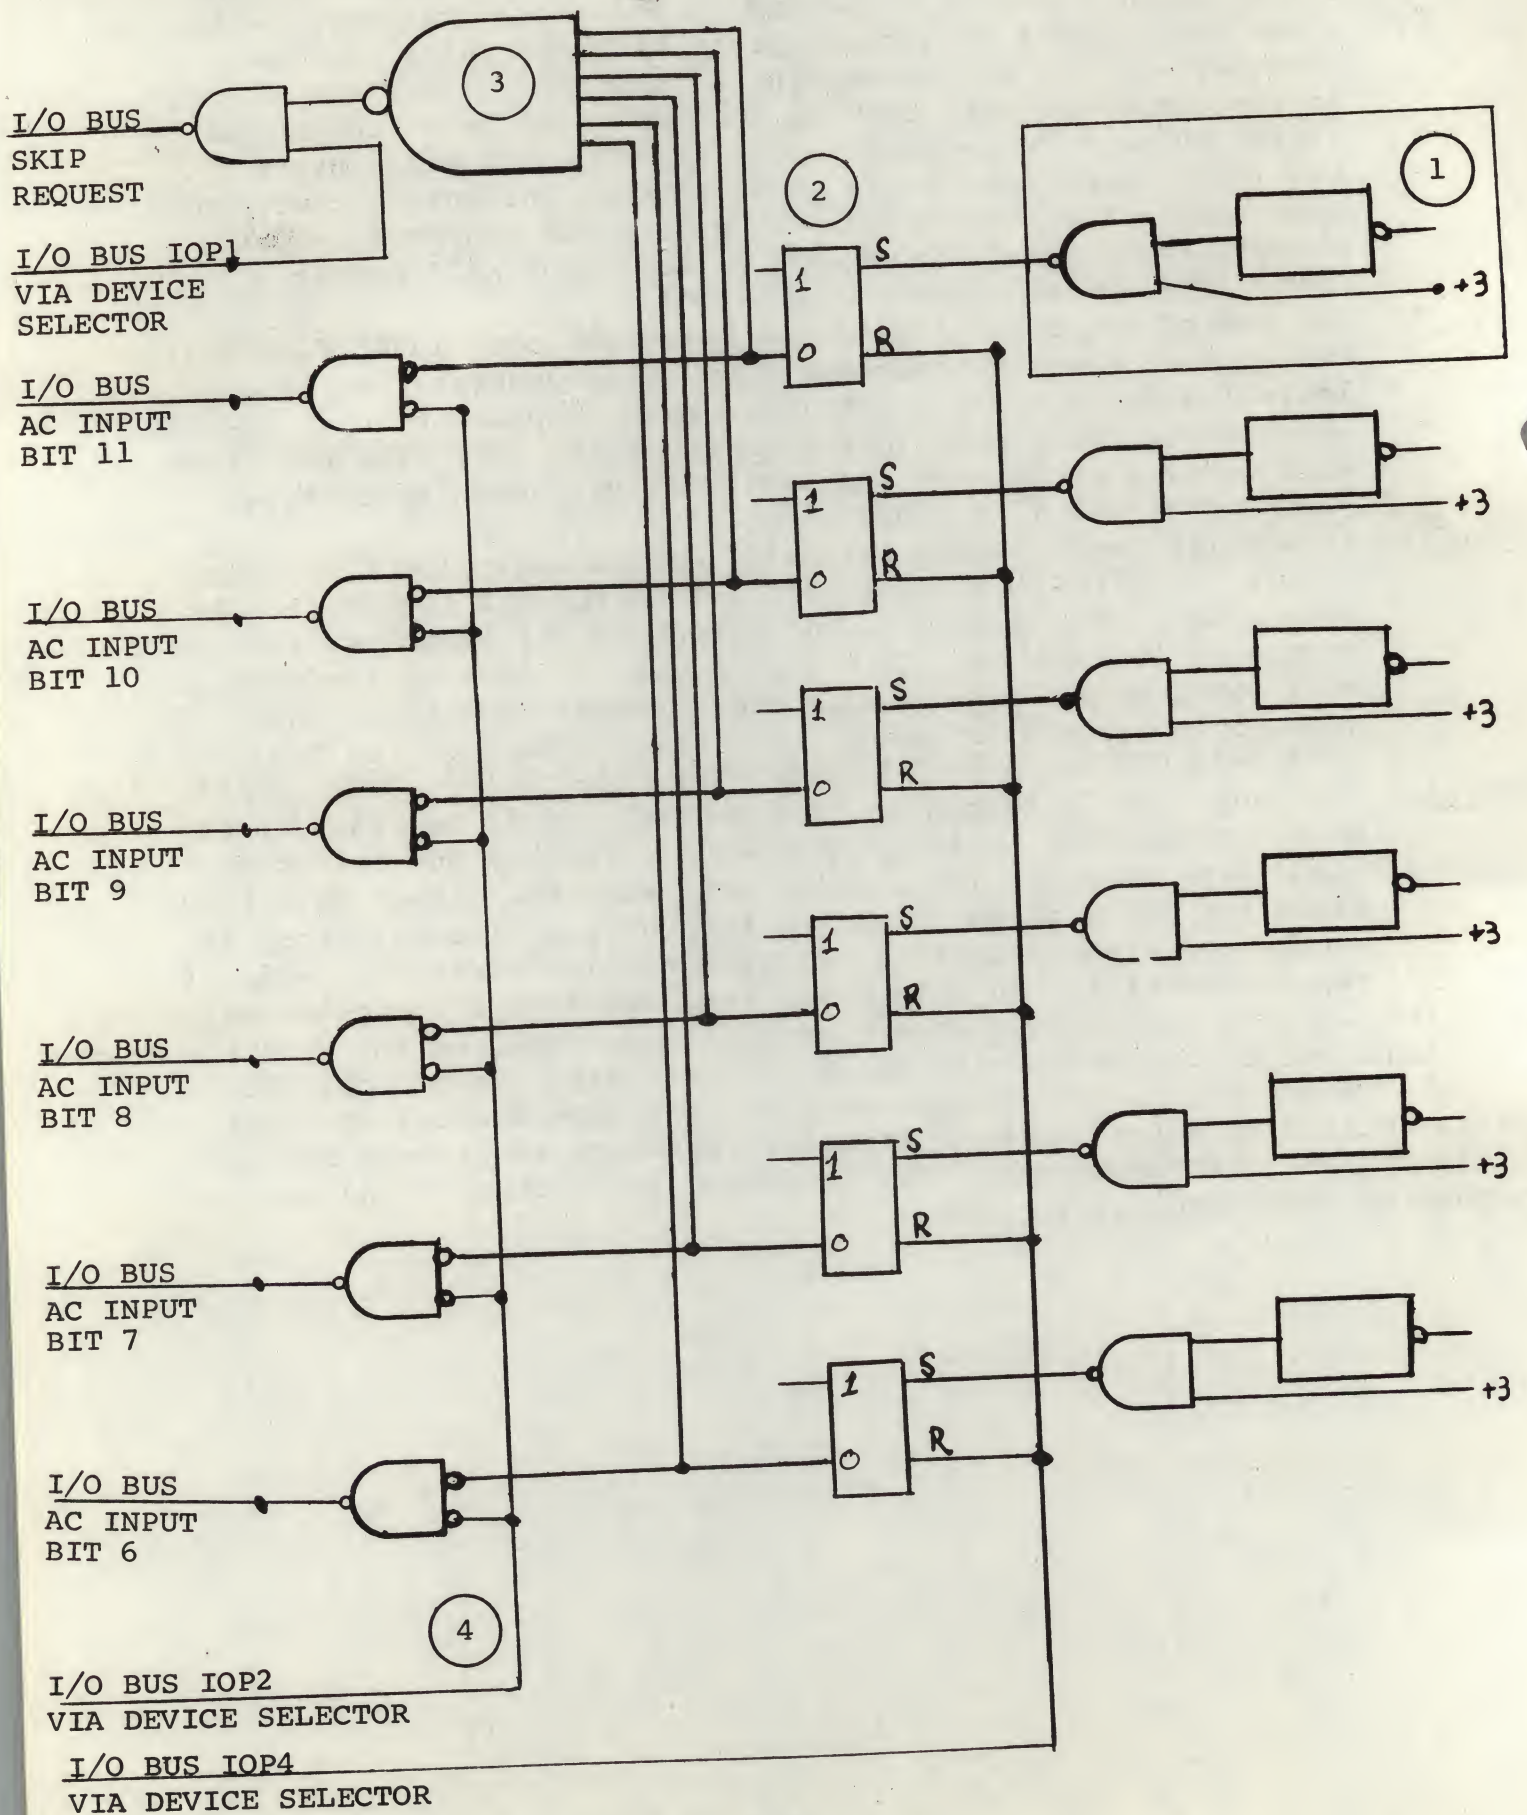 3
I/O BUS
SKIP
REQUEST
I/O BUS IOP1
VIA DEVICE
SELECTOR
1
+3
2
1 S
0 R
I/O BUS
AC INPUT
BIT 11
1 S
0 R
+3
I/O BUS
AC INPUT
BIT 10
1 S
0 R
+3
I/O BUS
AC INPUT
BIT 9
1 S
0 R
+3
I/O BUS
AC INPUT
BIT 8
1 S
0 R
+3
I/O BUS
AC INPUT
BIT 7
1 S
0 R
+3
I/O BUS
AC INPUT
BIT 6
4
I/O BUS IOP2
VIA DEVICE SELECTOR
I/O BUS IOP4
VIA DEVICE SELECTOR